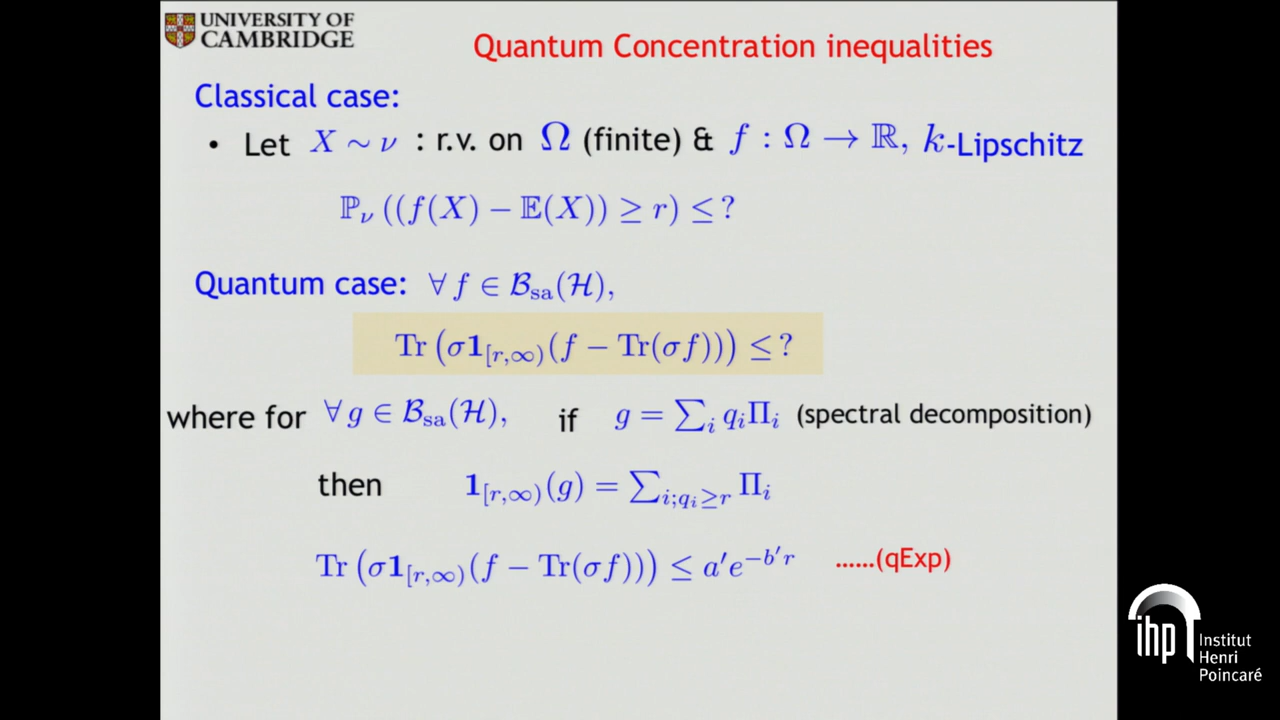 UNIVERSITY OF
CAMBRIDGE
Quantum Concentration inequalities
Classical case:
• Let X ∼ ν : r.v. on Ω (finite) & f : Ω → ℝ, k-Lipschitz
ℙ_ν ((f(X) − 𝔼(X)) ≥ r) ≤ ?
Quantum case: ∀ f ∈ ℬ_sa(ℋ),
Tr (σ𝟏_[r,∞)(f − Tr(σf))) ≤ ?
where for ∀ g ∈ ℬ_sa(ℋ), if g = ∑_i q_i Π_i (spectral decomposition)
then 𝟏_[r,∞)(g) = ∑_{i;q_i≥r} Π_i
Tr (σ𝟏_[r,∞)(f − Tr(σf))) ≤ a′e^{−b′r} ......(qExp)
ihp Institut
Henri
Poincaré